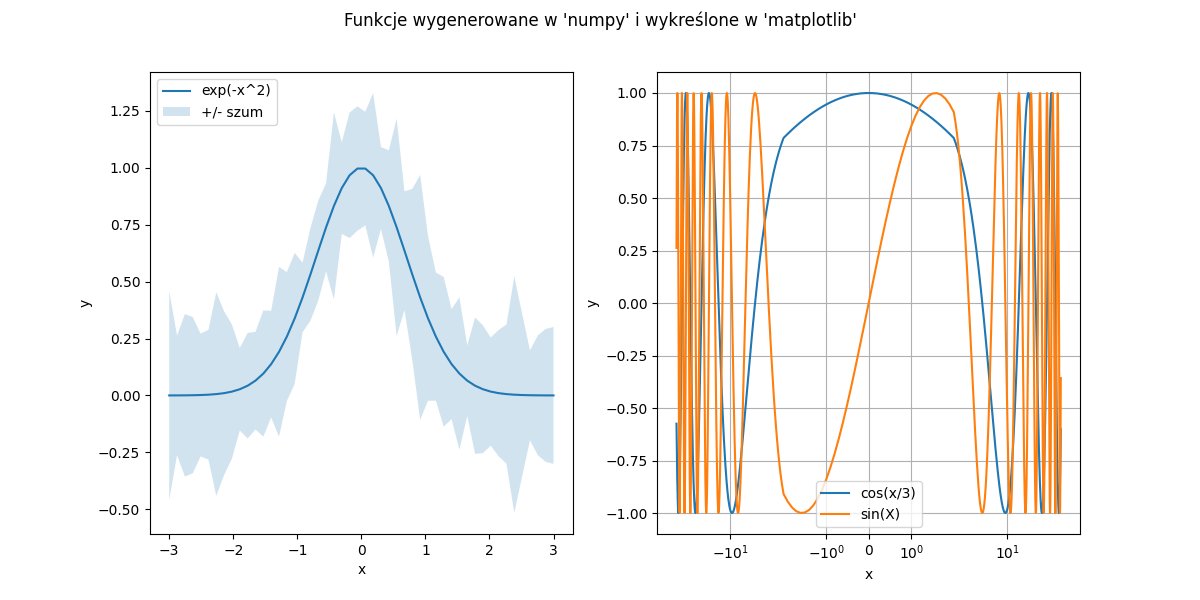 Funkcje wygenerowane w 'numpy' i wykreślone w 'matplotlib'
exp(-x^2)
+/- szum
1.25
1.00
0.75
0.50
0.25
0.00
−0.25
−0.50
y
−3 −2 −1 0 1 2 3
x
1.00
0.75
0.50
0.25
0.00
−0.25
−0.50
−0.75
−1.00
y
cos(x/3)
sin(X)
−10¹ −10⁰ 0 10⁰ 10¹
x